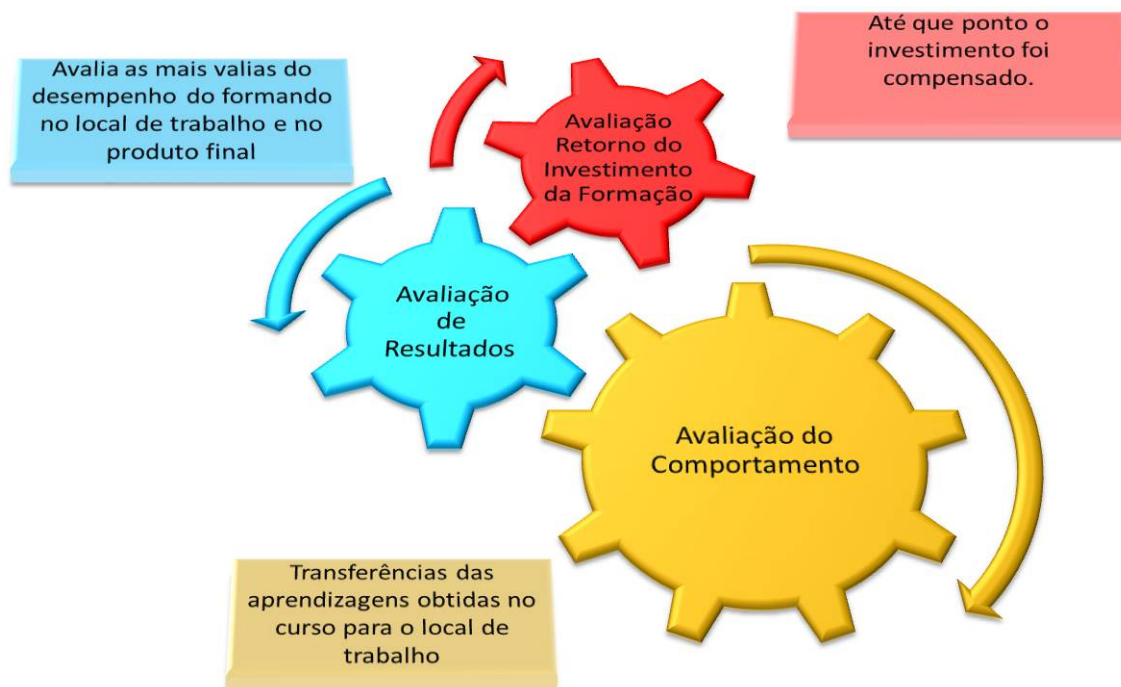 Avalia as mais valias do
desempenho do formando
no local de trabalho e no
produto final
Até que ponto o
investimento foi
compensado.
Avaliação
Retorno do
Investimento
da Formação
Avaliação
de
Resultados
Avaliação do
Comportamento
Transferências das
aprendizagens obtidas no
curso para o local de
trabalho